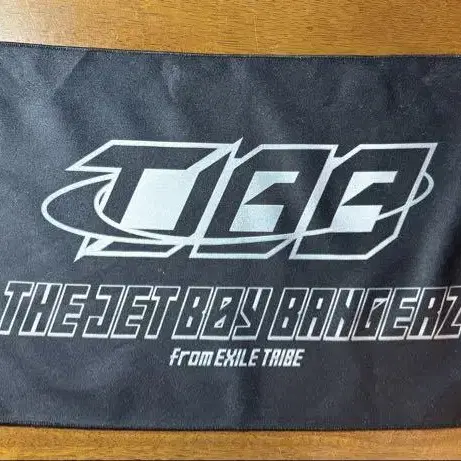 TJBB
THE JET BØY BANGERZ
from EXILE TRIBE